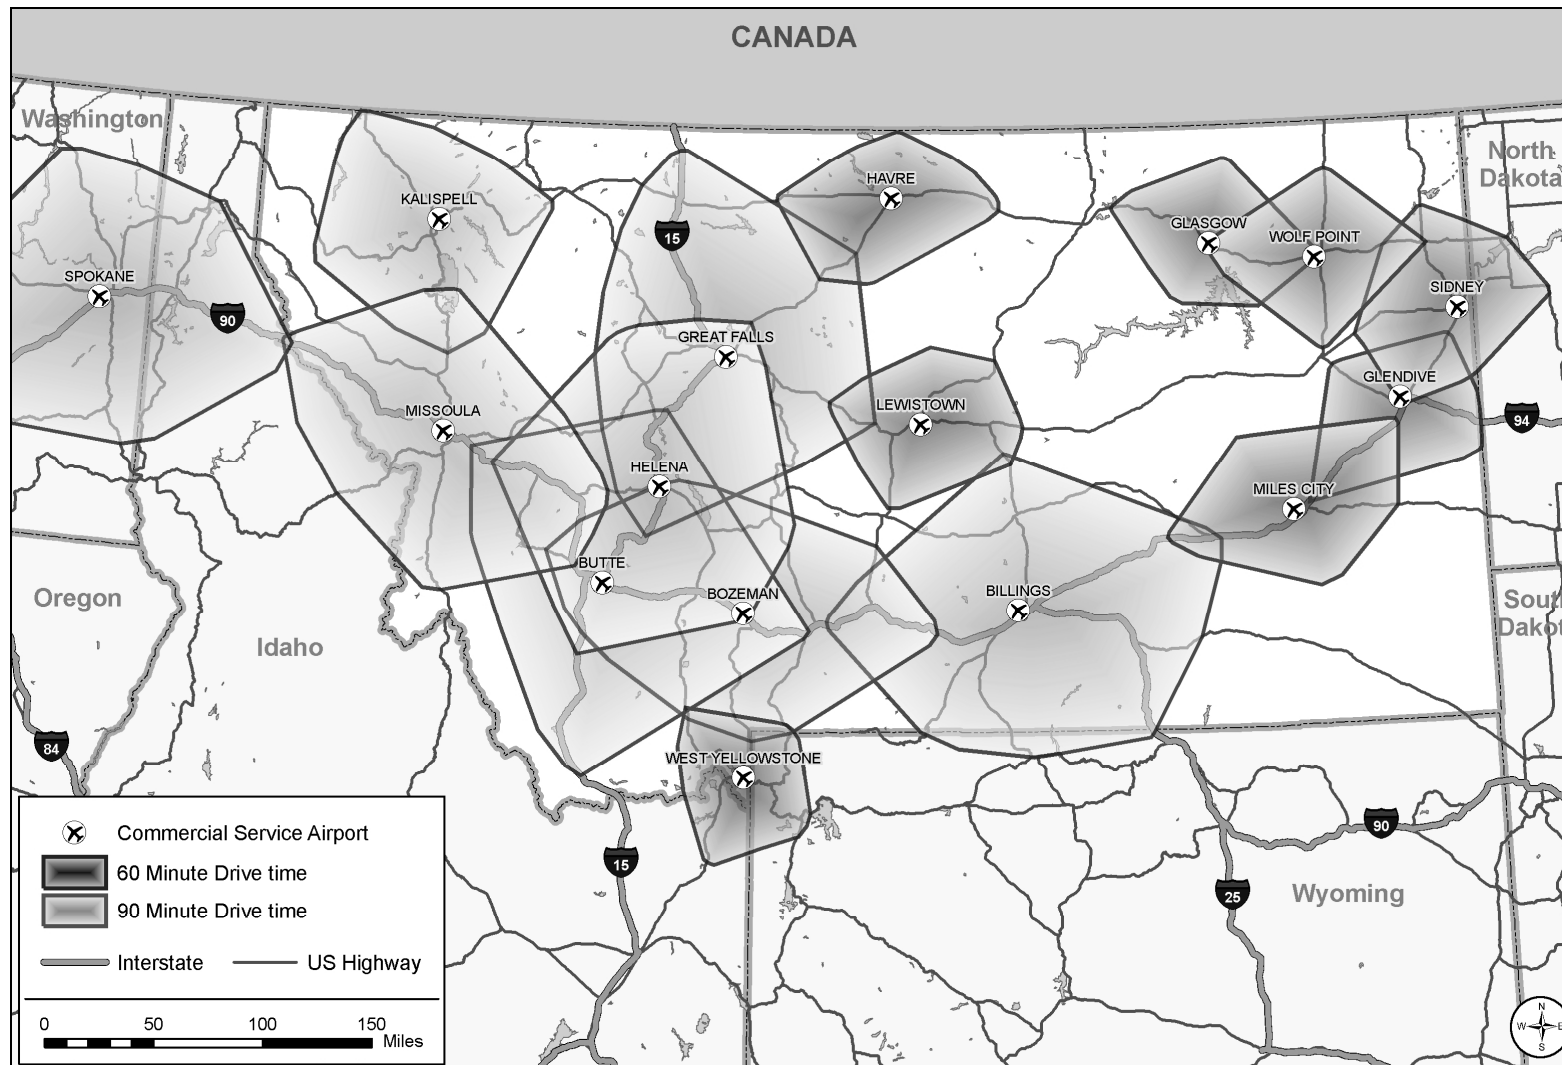 CANADA
Washington
North
Dakota
KALISPELL
HAVRE
GLASGOW
WOLF POINT
15
SPOKANE
SIDNEY
90
GREAT FALLS
GLENDIVE
MISSOULA
LEWISTOWN
94
HELENA
MILES CITY
BUTTE
BILLINGS
BOZEMAN
Oregon
Idaho
Sout
Dakot
84
WEST YELLOWSTONE
90
15
25
Wyoming
Commercial Service Airport
60 Minute Drive time
90 Minute Drive time
Interstate
US Highway
0 50 100 150
Miles
N
W E
S